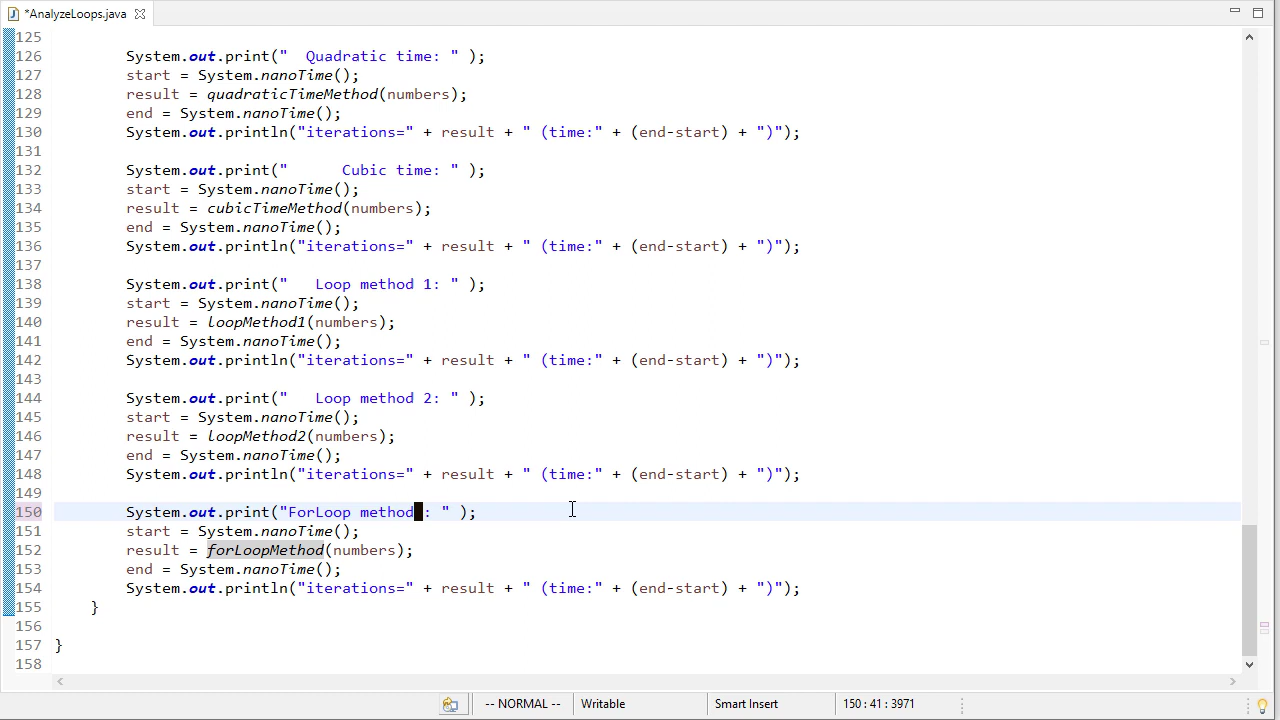 *AnalyzeLoops.java
125
126 System.out.print("  Quadratic time: " );
127 start = System.nanoTime();
128 result = quadraticTimeMethod(numbers);
129 end = System.nanoTime();
130 System.out.println("iterations=" + result + " (time:" + (end-start) + ")");
131
132 System.out.print("      Cubic time: " );
133 start = System.nanoTime();
134 result = cubicTimeMethod(numbers);
135 end = System.nanoTime();
136 System.out.println("iterations=" + result + " (time:" + (end-start) + ")");
137
138 System.out.print("   Loop method 1: " );
139 start = System.nanoTime();
140 result = loopMethod1(numbers);
141 end = System.nanoTime();
142 System.out.println("iterations=" + result + " (time:" + (end-start) + ")");
143
144 System.out.print("   Loop method 2: " );
145 start = System.nanoTime();
146 result = loopMethod2(numbers);
147 end = System.nanoTime();
148 System.out.println("iterations=" + result + " (time:" + (end-start) + ")");
149
150 System.out.print("ForLoop method : " );
151 start = System.nanoTime();
152 result = forLoopMethod(numbers);
153 end = System.nanoTime();
154 System.out.println("iterations=" + result + " (time:" + (end-start) + ")");
155 }
156
157 }
158
-- NORMAL -- Writable Smart Insert 150 : 41 : 3971